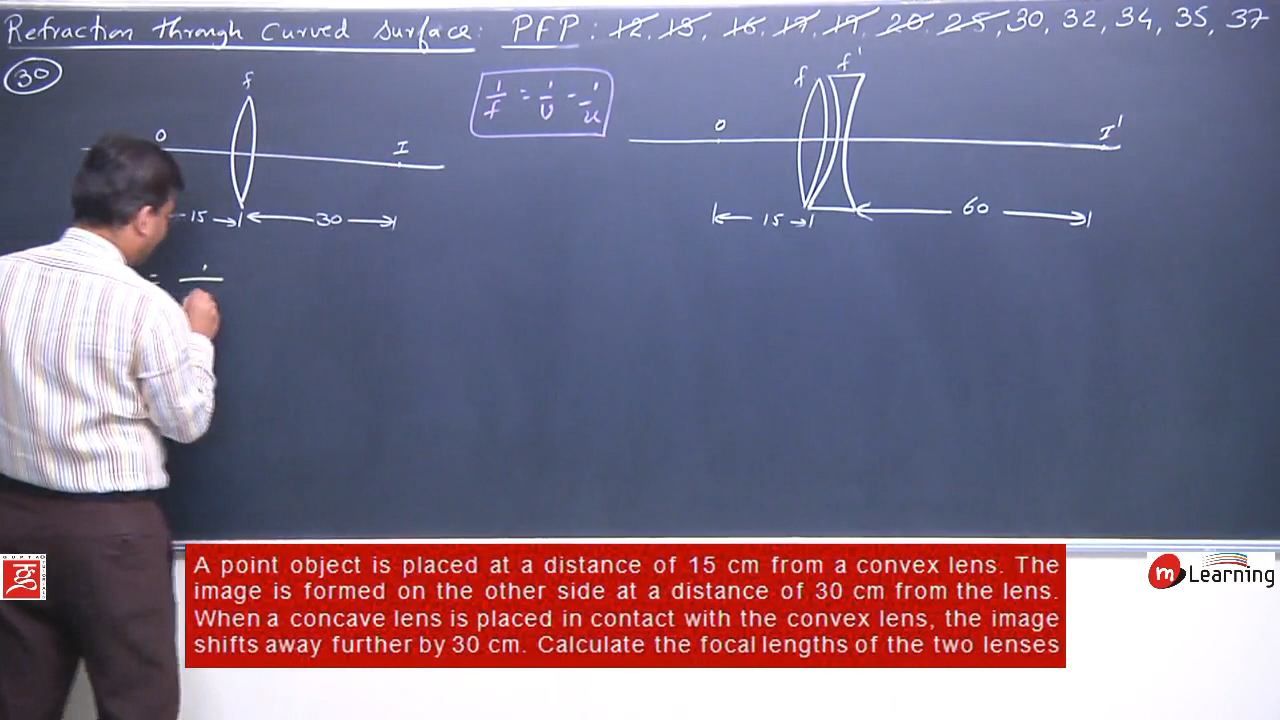 Refraction through Curved Surface: PFP: 12, 15, 16, 17, 19, 20, 25, 30, 32, 34, 35, 37
30
f
O
I
15
30
1/f = 1/v - 1/u
f
f'
O
I'
15
60
= 1
A point object is placed at a distance of 15 cm from a convex lens. The
image is formed on the other side at a distance of 30 cm from the lens.
When a concave lens is placed in contact with the convex lens, the image
shifts away further by 30 cm. Calculate the focal lengths of the two lenses
GUPTA
m Learning